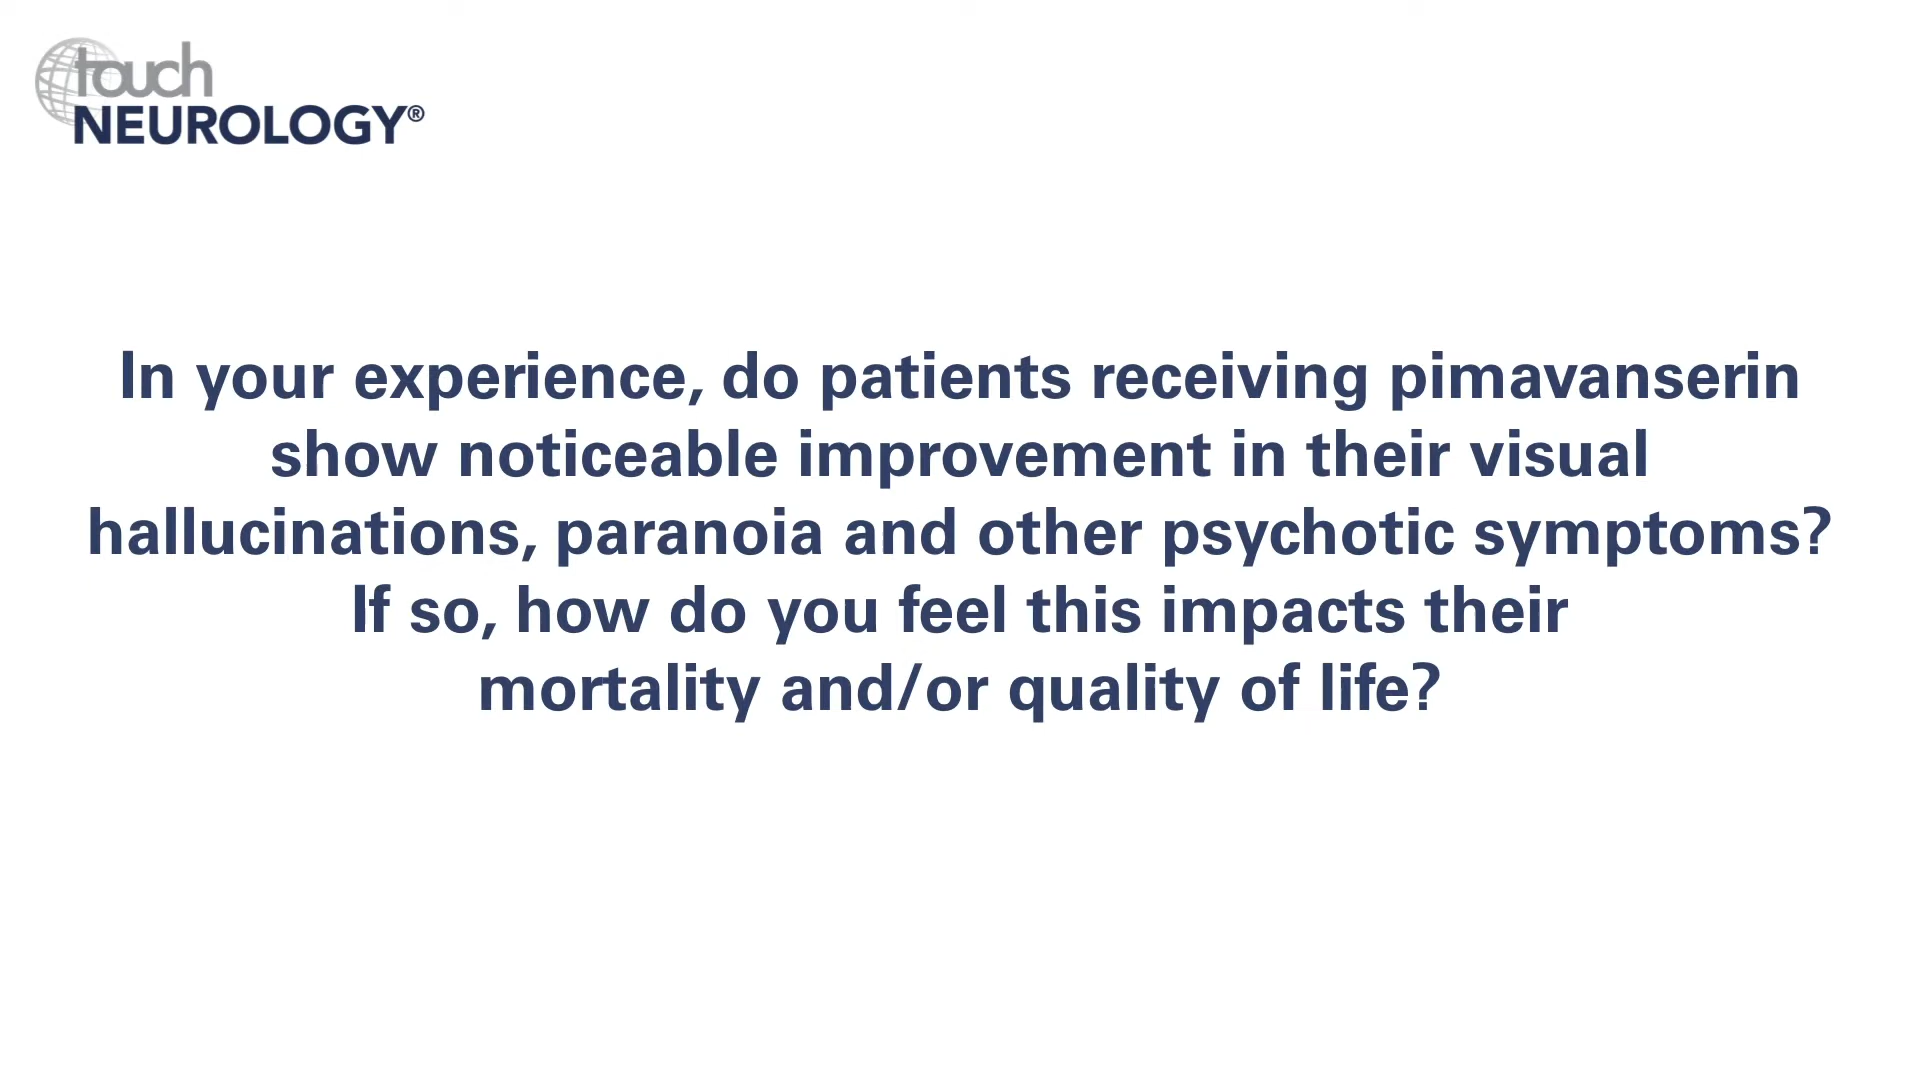 touch
NEUROLOGY®
In your experience, do patients receiving pimavanserin
show noticeable improvement in their visual
hallucinations, paranoia and other psychotic symptoms?
If so, how do you feel this impacts their
mortality and/or quality of life?